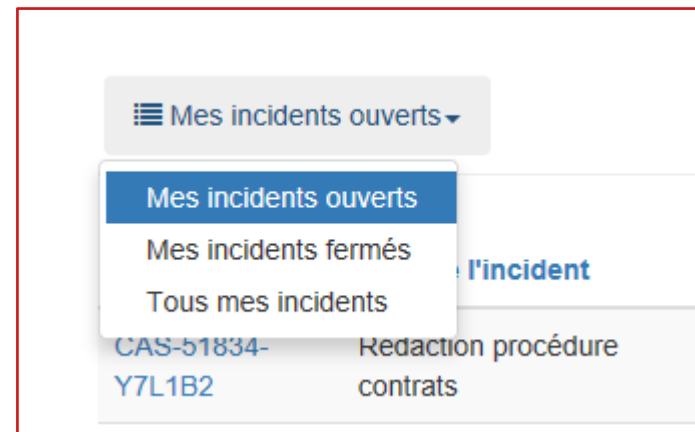 Mes incidents ouverts
Mes incidents ouverts
Mes incidents fermés
Tous mes incidents
l'incident
CAS-51834-
Y7L1B2
Rédaction procédure
contrats